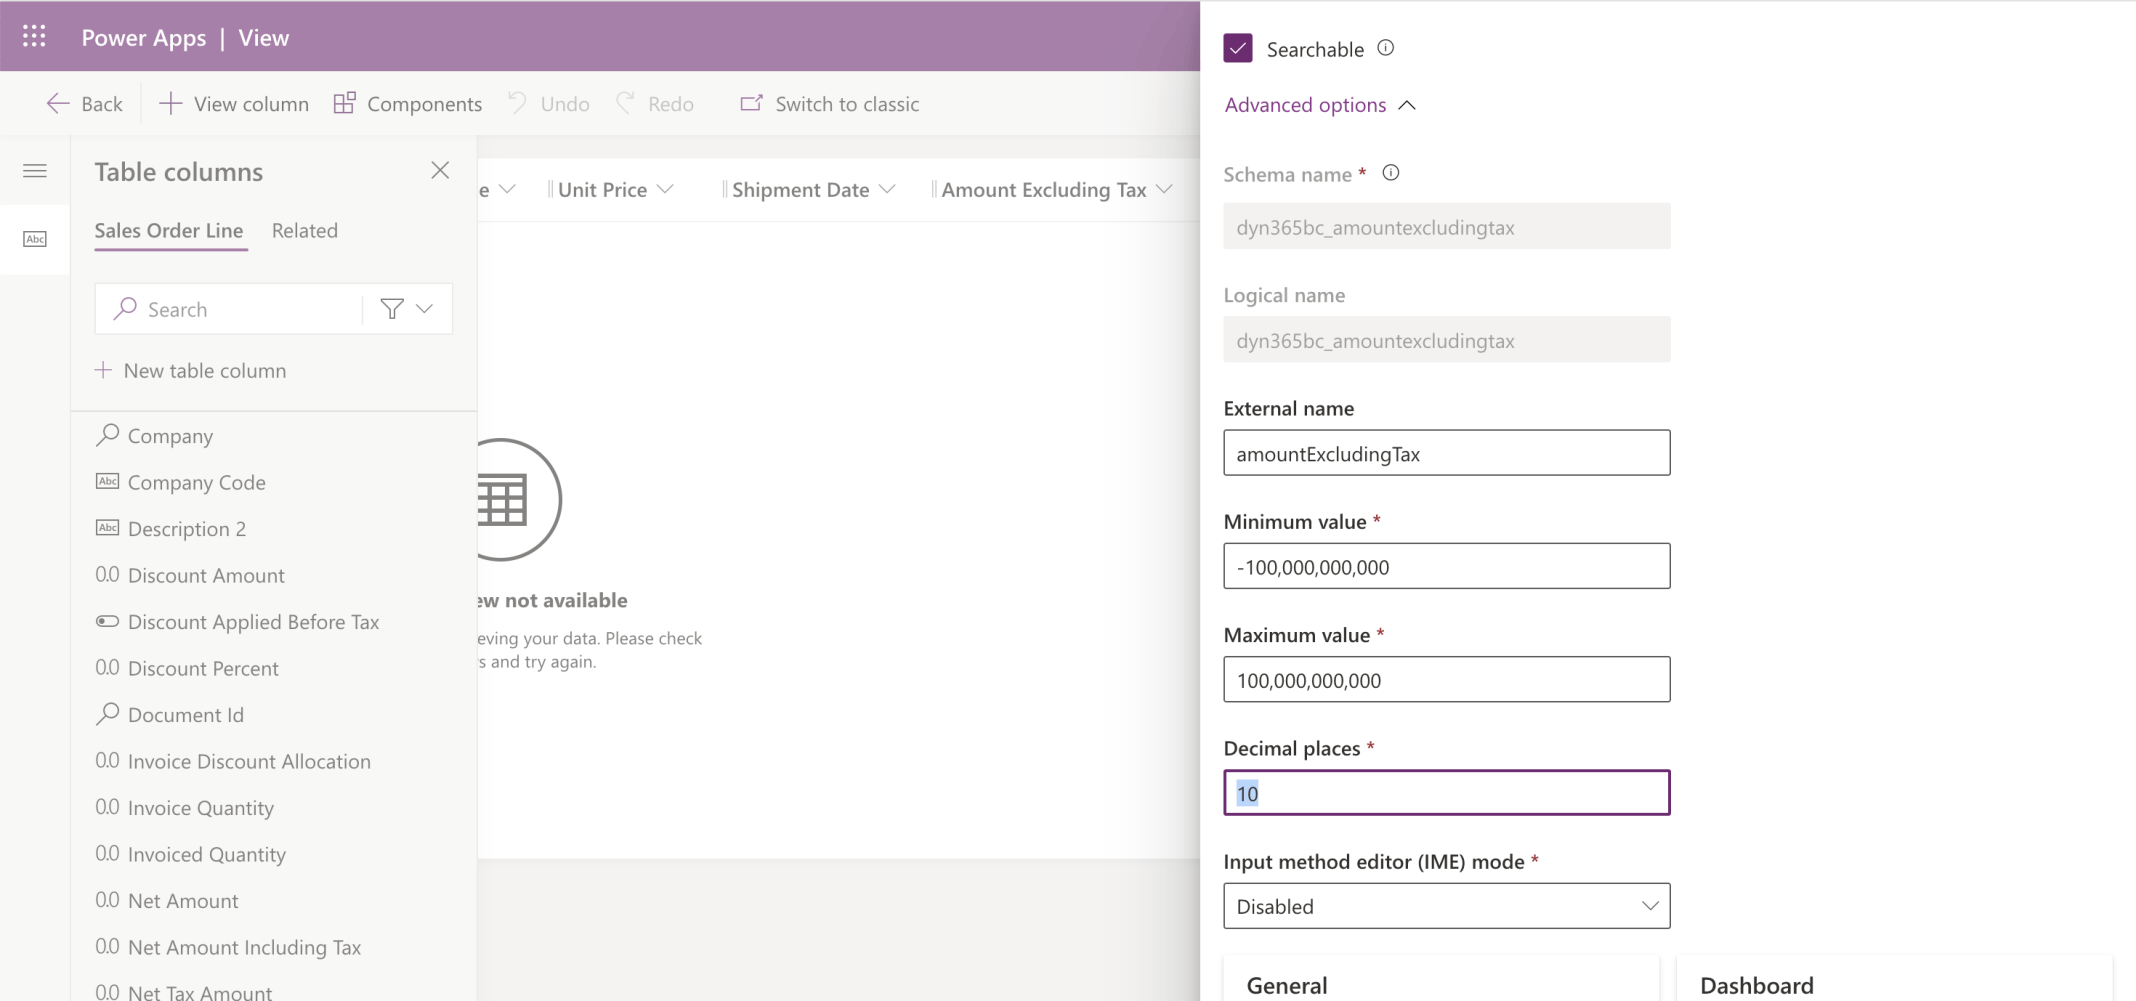 Power Apps | View
Back
View column
Components
Undo
Redo
Switch to classic
Table columns
Sales Order Line
Related
Search
New table column
Company
Abc Company Code
Abc Description 2
0.0 Discount Amount
Discount Applied Before Tax
0.0 Discount Percent
Document Id
0.0 Invoice Discount Allocation
0.0 Invoice Quantity
0.0 Invoiced Quantity
0.0 Net Amount
0.0 Net Amount Including Tax
0.0 Net Tax Amount
Abc
e
Unit Price
Shipment Date
Amount Excluding Tax
ew not available
eving your data. Please check
s and try again.
Searchable
Advanced options
Schema name *
dyn365bc_amountexcludingtax
Logical name
dyn365bc_amountexcludingtax
External name
amountExcludingTax
Minimum value *
-100,000,000,000
Maximum value *
100,000,000,000
Decimal places *
10
Input method editor (IME) mode *
Disabled
General
Dashboard